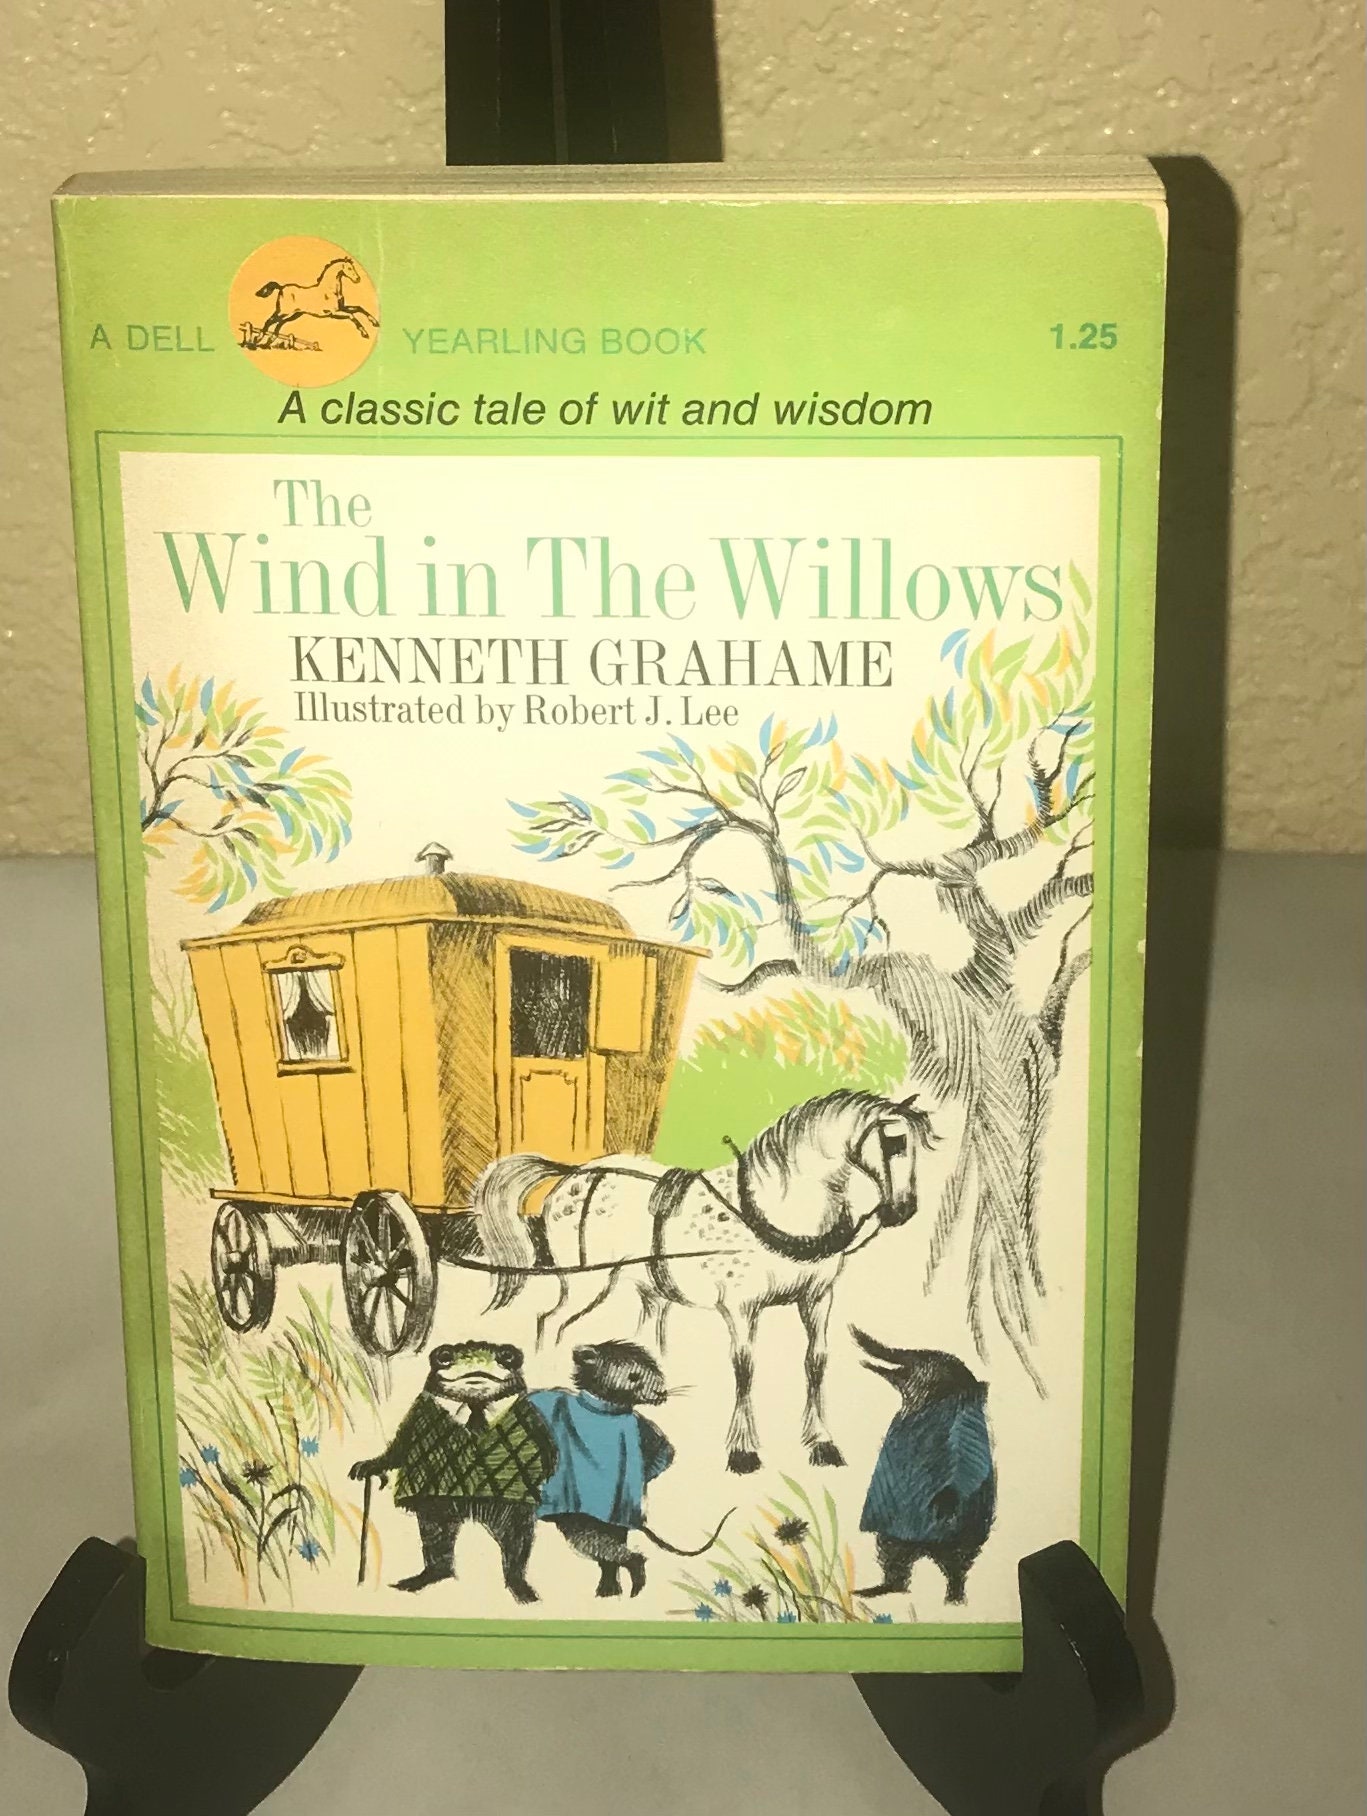 A DELL YEARLING BOOK 1.25
A classic tale of wit and wisdom
The
Wind in The Willows
KENNETH GRAHAME
Illustrated by Robert J. Lee